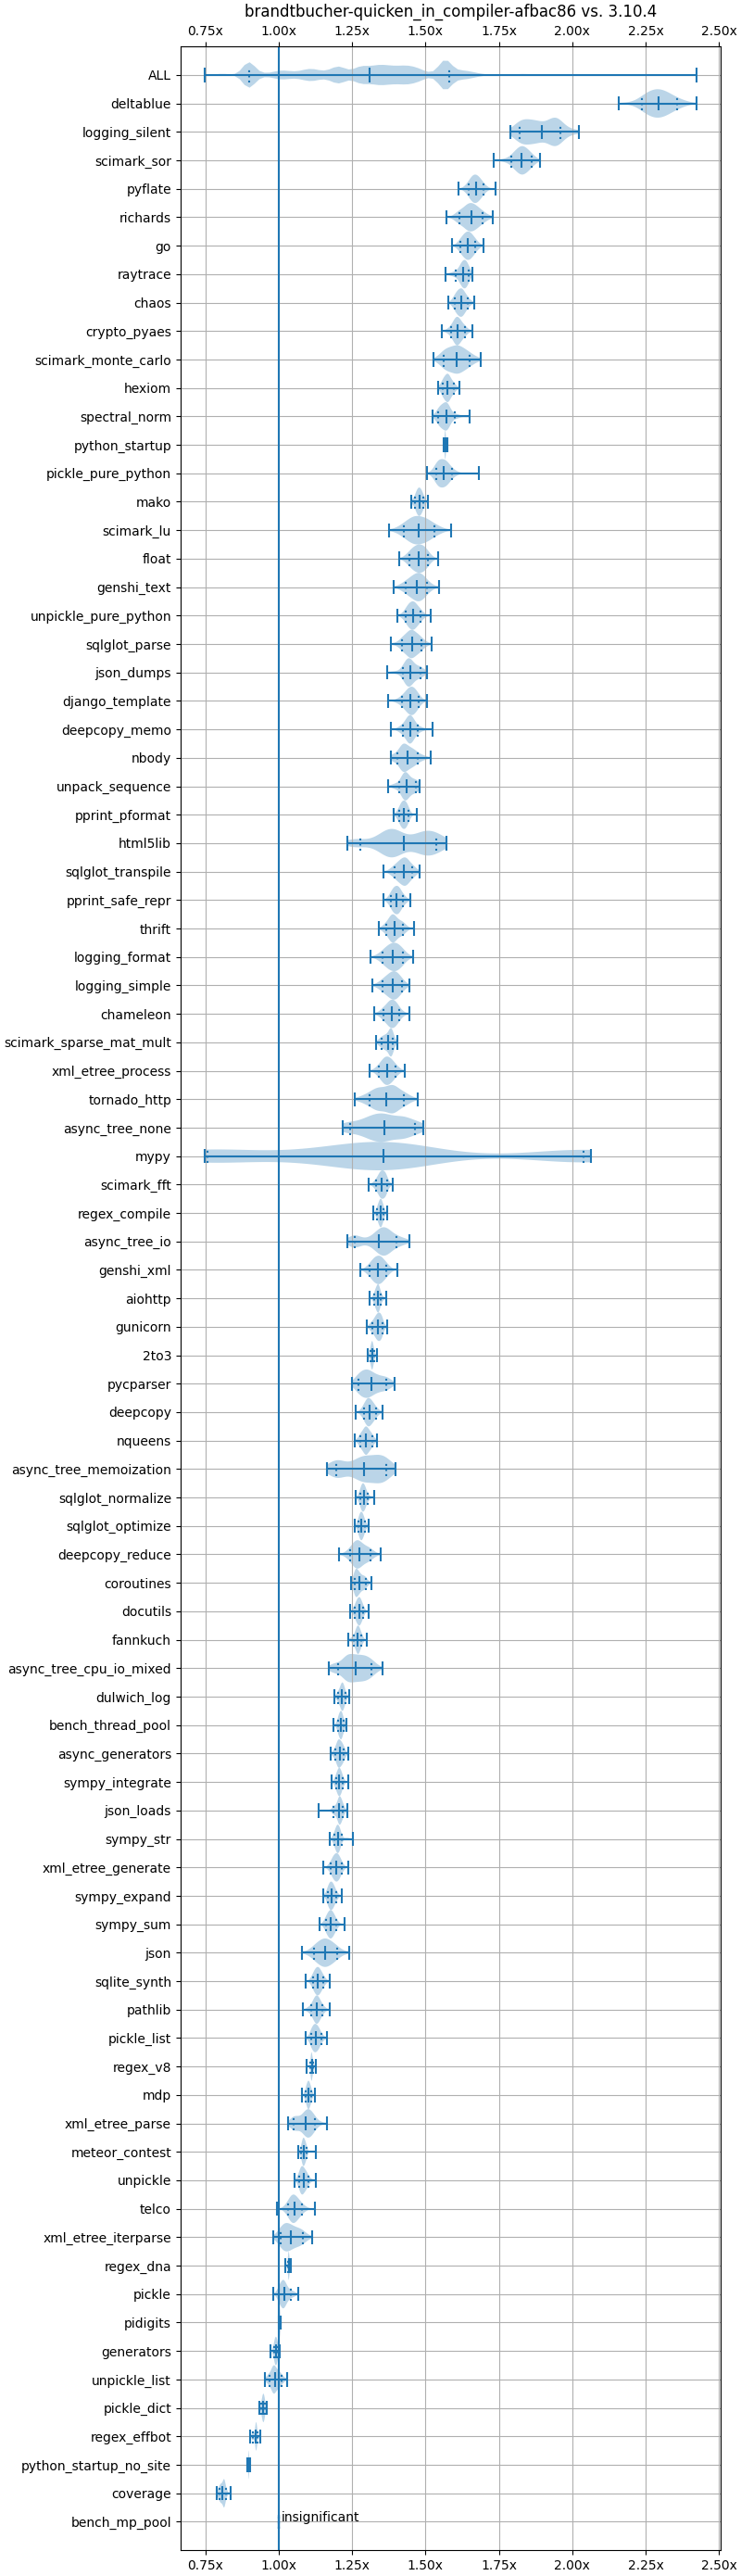 brandtbucher-quicken_in_compiler-afbac86 vs. 3.10.4
0.75x 1.00x 1.25x 1.50x 1.75x 2.00x 2.25x 2.50x
ALL
deltablue
logging_silent
scimark_sor
pyflate
richards
go
raytrace
chaos
crypto_pyaes
scimark_monte_carlo
hexiom
spectral_norm
python_startup
pickle_pure_python
mako
scimark_lu
float
genshi_text
unpickle_pure_python
sqlglot_parse
json_dumps
django_template
deepcopy_memo
nbody
unpack_sequence
pprint_pformat
html5lib
sqlglot_transpile
pprint_safe_repr
thrift
logging_format
logging_simple
chameleon
scimark_sparse_mat_mult
xml_etree_process
tornado_http
async_tree_none
mypy
scimark_fft
regex_compile
async_tree_io
genshi_xml
aiohttp
gunicorn
2to3
pycparser
deepcopy
nqueens
async_tree_memoization
sqlglot_normalize
sqlglot_optimize
deepcopy_reduce
coroutines
docutils
fannkuch
async_tree_cpu_io_mixed
dulwich_log
bench_thread_pool
async_generators
sympy_integrate
json_loads
sympy_str
xml_etree_generate
sympy_expand
sympy_sum
json
sqlite_synth
pathlib
pickle_list
regex_v8
mdp
xml_etree_parse
meteor_contest
unpickle
telco
xml_etree_iterparse
regex_dna
pickle
pidigits
generators
unpickle_list
pickle_dict
regex_effbot
python_startup_no_site
coverage
bench_mp_pool insignificant
0.75x 1.00x 1.25x 1.50x 1.75x 2.00x 2.25x 2.50x